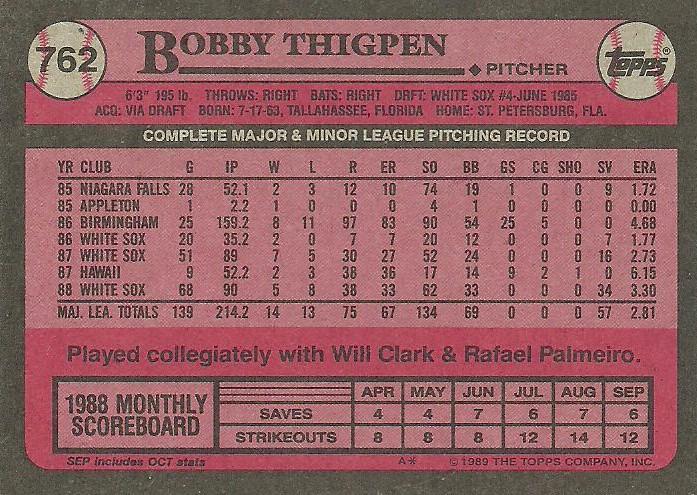 762 BOBBY THIGPEN Topps
◆ PITCHER
6'3" 195 lb. THROWS: RIGHT BATS: RIGHT DRFT: WHITE SOX #4-JUNE 1985
ACQ: VIA DRAFT BORN: 7-17-63, TALLAHASSEE, FLORIDA HOME: ST. PETERSBURG, FLA.
COMPLETE MAJOR & MINOR LEAGUE PITCHING RECORD
YR CLUB G IP W L R ER SO BB GS CG SHO SV ERA
85 NIAGARA FALLS 28 52.1 2 3 12 10 74 19 1 0 0 9 1.72
85 APPLETON 1 2.2 1 0 0 0 4 1 0 0 0 0 0.00
86 BIRMINGHAM 25 159.2 8 11 97 83 90 54 25 5 0 0 4.68
86 WHITE SOX 20 35.2 2 0 7 7 20 12 0 0 0 7 1.77
87 WHITE SOX 51 89 7 5 30 27 52 24 0 0 0 16 2.73
87 HAWAII 9 52.2 3 3 38 36 17 14 9 2 1 0 6.15
88 WHITE SOX 68 90 5 8 38 33 62 33 0 0 0 34 3.30
MAJ. LEA. TOTALS 139 214.2 14 13 75 67 134 69 0 0 0 57 2.81
Played collegiately with Will Clark & Rafael Palmeiro.
1988 MONTHLY SCOREBOARD
APR MAY JUN JUL AUG SEP
SAVES 4 4 7 6 7 6
STRIKEOUTS 8 8 8 12 14 12
SEP includes OCT stats A* © 1989 THE TOPPS COMPANY, INC.